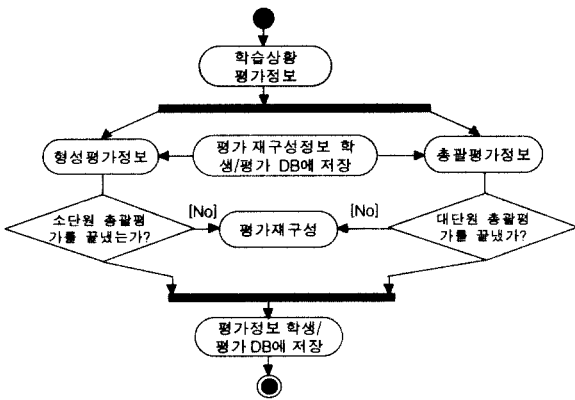 학습상황
평가정보
형성평가정보
평가 재구성정보 학
생/평가 DB에 저장
총괄평가정보
소단원 총괄평
가를 끝냈는가?
[No]
평가재구성
[No]
대단원 총괄평
가를 끝냈가?
평가정보 학생/
평가DB에 저장